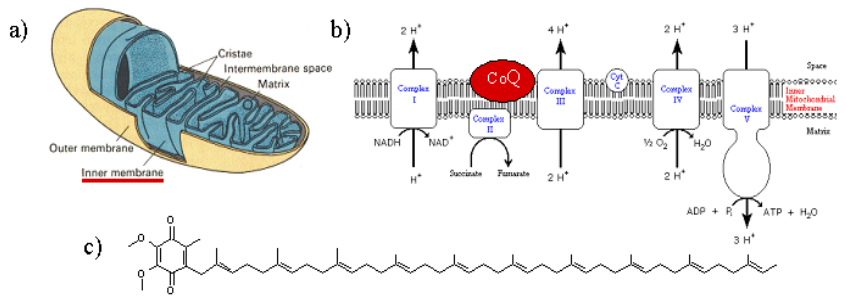 a)
Cristae
Intermembrane space
Matrix
Outer membrane
Inner membrane
b)
2 H⁺
4 H⁺
2 H⁺
3 H⁺
Space
CoQ
Complex
I
Complex
II
Complex
III
Cyt
C
Complex
IV
Complex
V
Inner
Mitochondrial
Membrane
Matrix
NADH
NAD⁺
Succinate
Fumarate
½ O₂
H₂O
H⁺
2 H⁺
2 H⁺
ADP + Pᵢ
ATP + H₂O
3 H⁺
c)
O
O
O
O